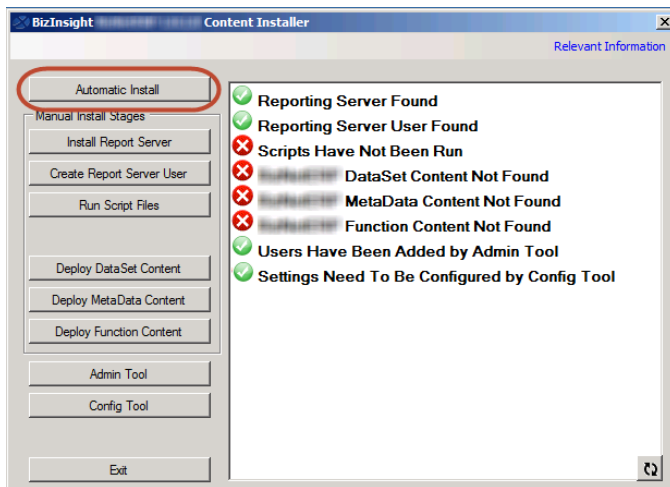 BizInsight Content Installer
Relevant Information
Automatic Install
Manual Install Stages
Install Report Server
Create Report Server User
Run Script Files
Deploy DataSet Content
Deploy MetaData Content
Deploy Function Content
Admin Tool
Config Tool
Exit
Reporting Server Found
Reporting Server User Found
Scripts Have Not Been Run
DataSet Content Not Found
MetaData Content Not Found
Function Content Not Found
Users Have Been Added by Admin Tool
Settings Need To Be Configured by Config Tool